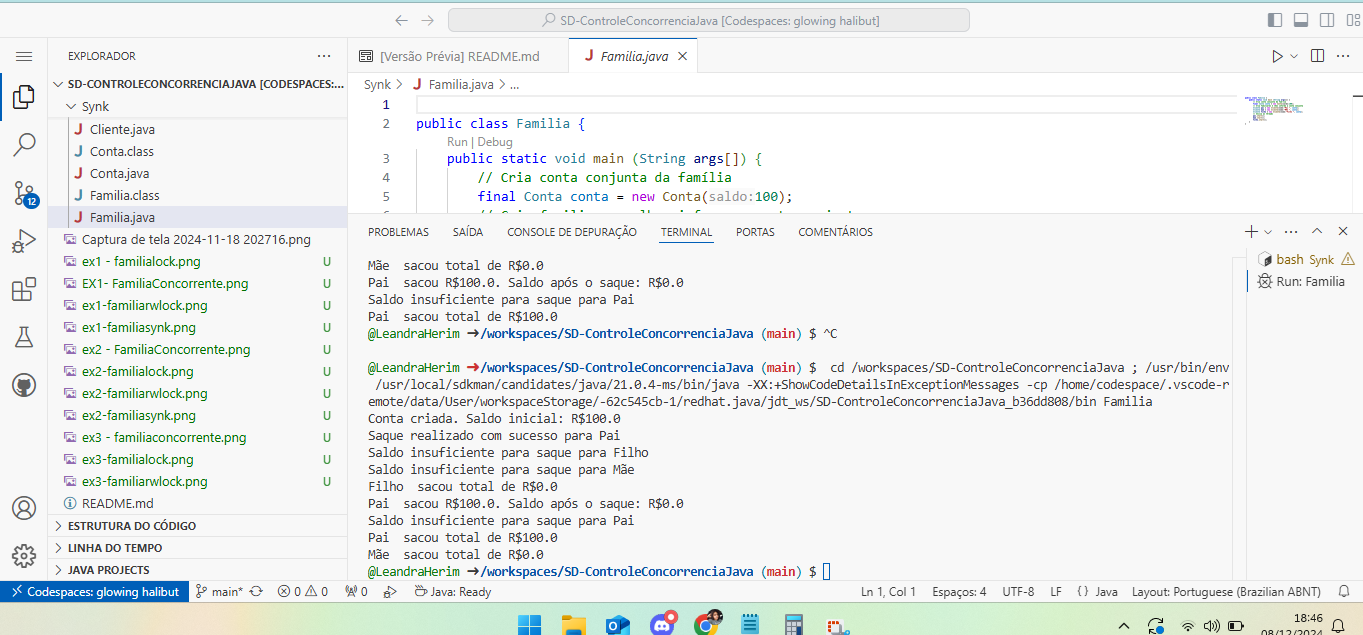 SD-ControleConcorrenciaJava [Codespaces: glowing halibut]
EXPLORADOR
[Versão Prévia] README.md
Familia.java
SD-CONTROLECONCORRENCIAJAVA [CODESPACES:...
Synk
Cliente.java
Conta.class
Conta.java
Familia.class
Familia.java
Captura de tela 2024-11-18 202716.png
ex1 - familialock.png U
EX1- FamiliaConcorrente.png U
ex1-familiarwlock.png U
ex1-familiasynk.png U
ex2 - FamiliaConcorrente.png U
ex2-familialock.png U
ex2-familiarwlock.png U
ex2-familiasynk.png U
ex3 - familiaconcorrente.png U
ex3-familialock.png U
ex3-familiarwlock.png U
README.md
ESTRUTURA DO CÓDIGO
LINHA DO TEMPO
JAVA PROJECTS
12
Synk > Familia.java > ...
1
2 public class Familia {
Run | Debug
3 public static void main (String args[]) {
4 // Cria conta conjunta da família
5 final Conta conta = new Conta(saldo:100);
PROBLEMAS SAÍDA CONSOLE DE DEPURAÇÃO TERMINAL PORTAS COMENTÁRIOS
bash Synk
Run: Familia
Mãe  sacou total de R$0.0
Pai  sacou R$100.0. Saldo após o saque: R$0.0
Saldo insuficiente para saque para Pai
Pai  sacou total de R$100.0
@LeandraHerim ➜/workspaces/SD-ControleConcorrenciaJava (main) $ ^C
@LeandraHerim ➜/workspaces/SD-ControleConcorrenciaJava (main) $  cd /workspaces/SD-ControleConcorrenciaJava ; /usr/bin/env
/usr/local/sdkman/candidates/java/21.0.4-ms/bin/java -XX:+ShowCodeDetailsInExceptionMessages -cp /home/codespace/.vscode-r
emote/data/User/workspaceStorage/-62c545cb-1/redhat.java/jdt_ws/SD-ControleConcorrenciaJava_b36dd808/bin Familia
Conta criada. Saldo inicial: R$100.0
Saque realizado com sucesso para Pai
Saldo insuficiente para saque para Filho
Saldo insuficiente para saque para Mãe
Filho  sacou total de R$0.0
Pai  sacou R$100.0. Saldo após o saque: R$0.0
Saldo insuficiente para saque para Pai
Pai  sacou total de R$100.0
Mãe  sacou total de R$0.0
@LeandraHerim ➜/workspaces/SD-ControleConcorrenciaJava (main) $
Codespaces: glowing halibut main* 0 0 0 Java: Ready Ln 1, Col 1 Espaços: 4 UTF-8 LF {} Java Layout: Portuguese (Brazilian ABNT)
18:46
08/12/2024